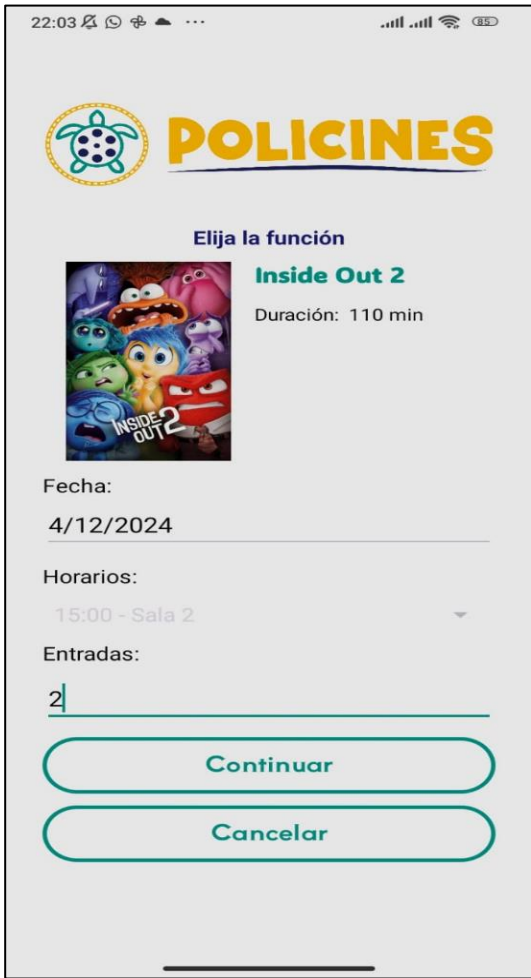 22:03
85
POLICINES
Elija la función
Inside Out 2
Duración: 110 min
INSIDE
OUT 2
Fecha:
4/12/2024
Horarios:
15:00 - Sala 2
Entradas:
2
Continuar
Cancelar